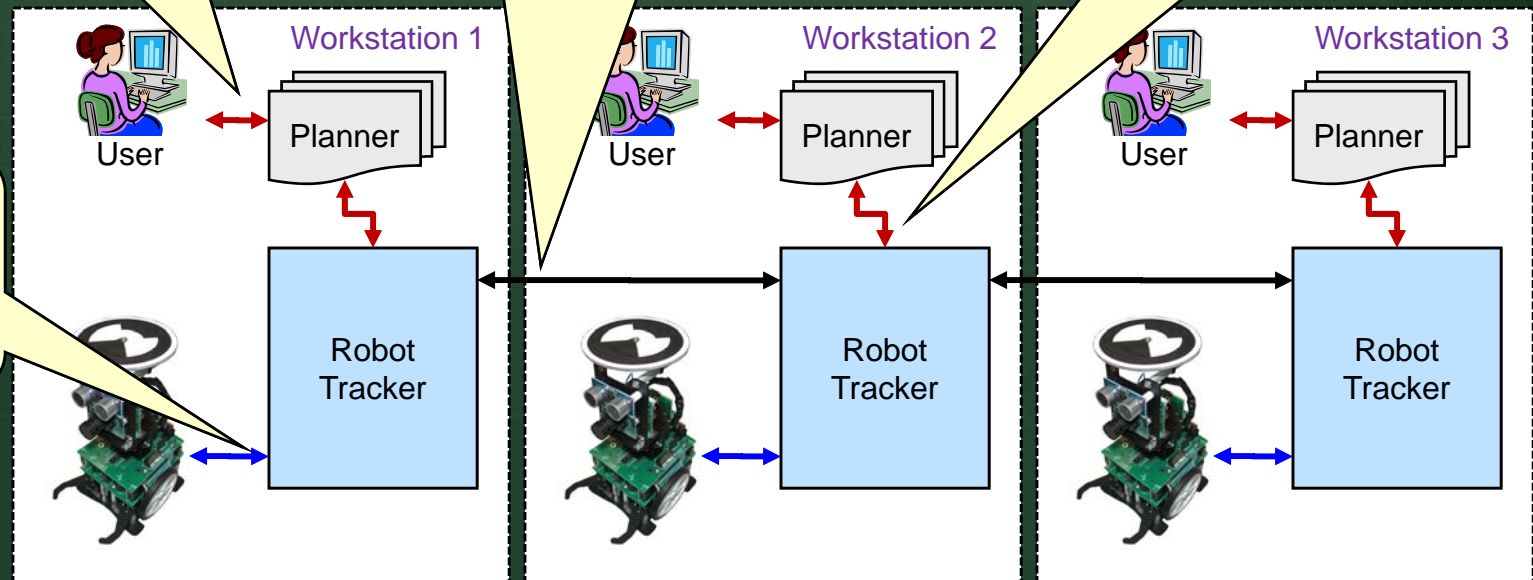 Workstation 1
User
Planner
Robot
Tracker
Workstation 2
User
Planner
Robot
Tracker
Workstation 3
User
Planner
Robot
Tracker